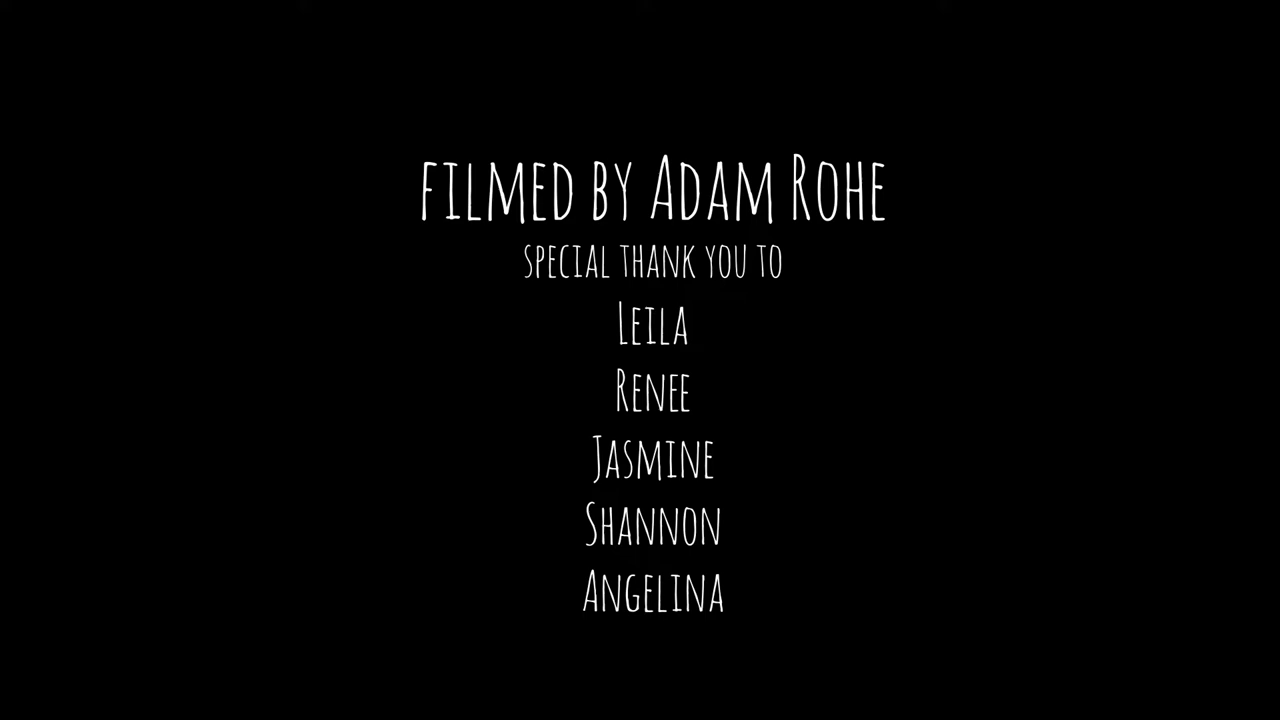 filmed by Adam Rohe
special thank you to
Leila
Renee
Jasmine
Shannon
Angelina